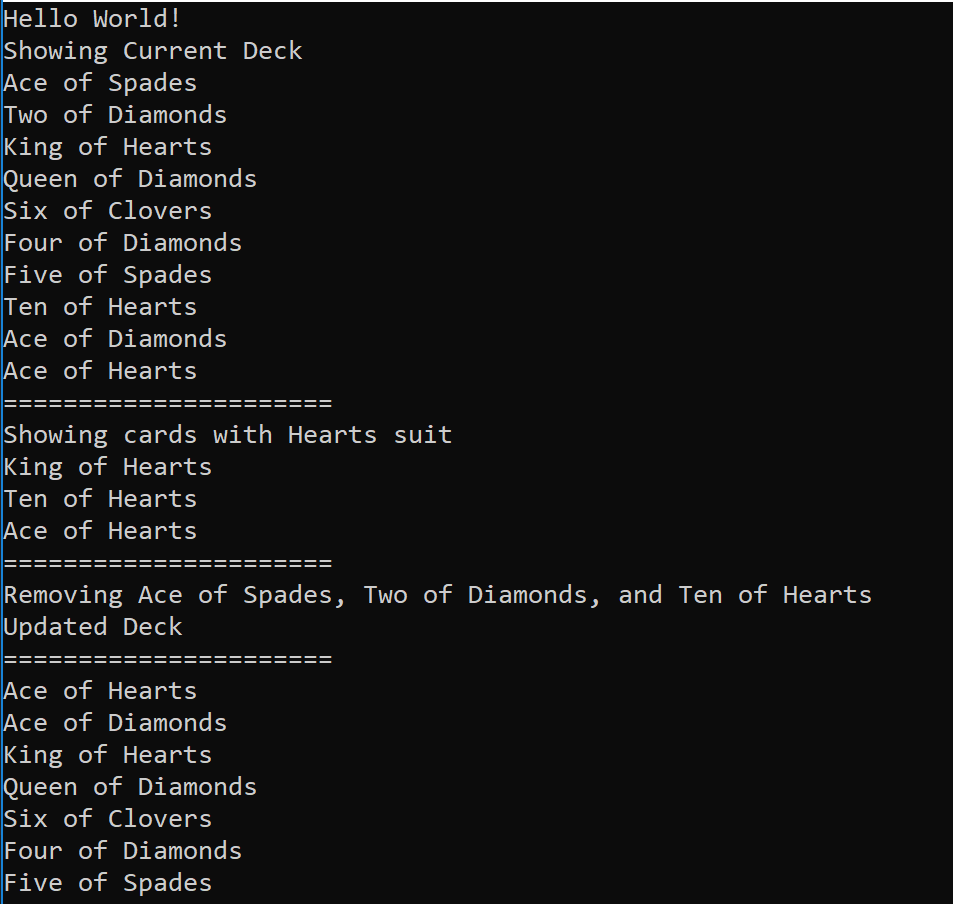 Hello World!
Showing Current Deck
Ace of Spades
Two of Diamonds
King of Hearts
Queen of Diamonds
Six of Clovers
Four of Diamonds
Five of Spades
Ten of Hearts
Ace of Diamonds
Ace of Hearts
======================
Showing cards with Hearts suit
King of Hearts
Ten of Hearts
Ace of Hearts
======================
Removing Ace of Spades, Two of Diamonds, and Ten of Hearts
Updated Deck
======================
Ace of Hearts
Ace of Diamonds
King of Hearts
Queen of Diamonds
Six of Clovers
Four of Diamonds
Five of Spades